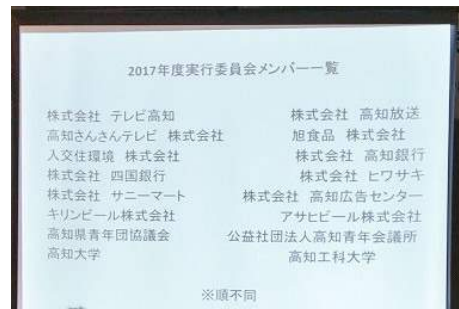 2017年度実行委員会メンバー一覧
株式会社 テレビ高知
株式会社 高知放送
高知さんさんテレビ 株式会社
旭食品 株式会社
入交住環境 株式会社
株式会社 高知銀行
株式会社 四国銀行
株式会社 ヒワサキ
株式会社 サニーマート
株式会社 高知広告センター
キリンビール株式会社
アサヒビール株式会社
高知県青年団協議会
公益社団法人高知青年会議所
高知大学
高知工科大学
※順不同